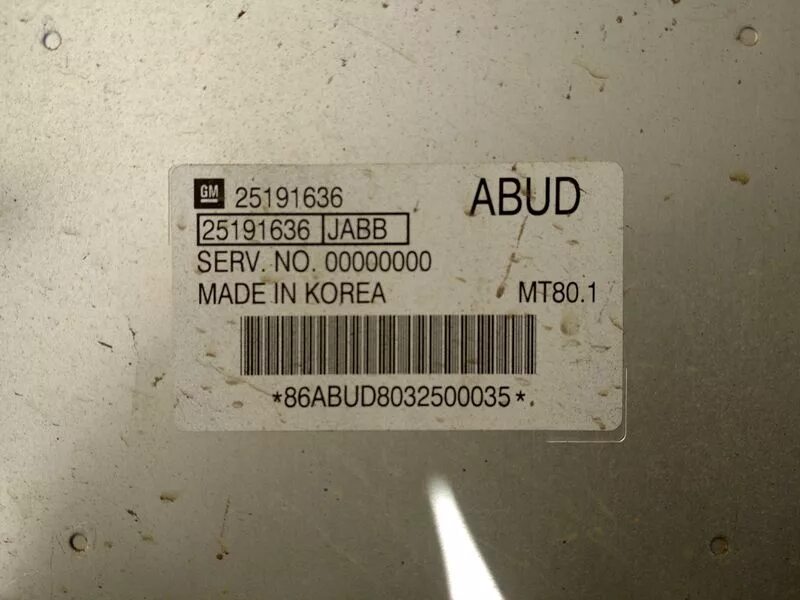 GM 25191636
ABUD
25191636 JABB
SERV. NO. 00000000
MADE IN KOREA
MT80.1
*86ABUD8032500035*